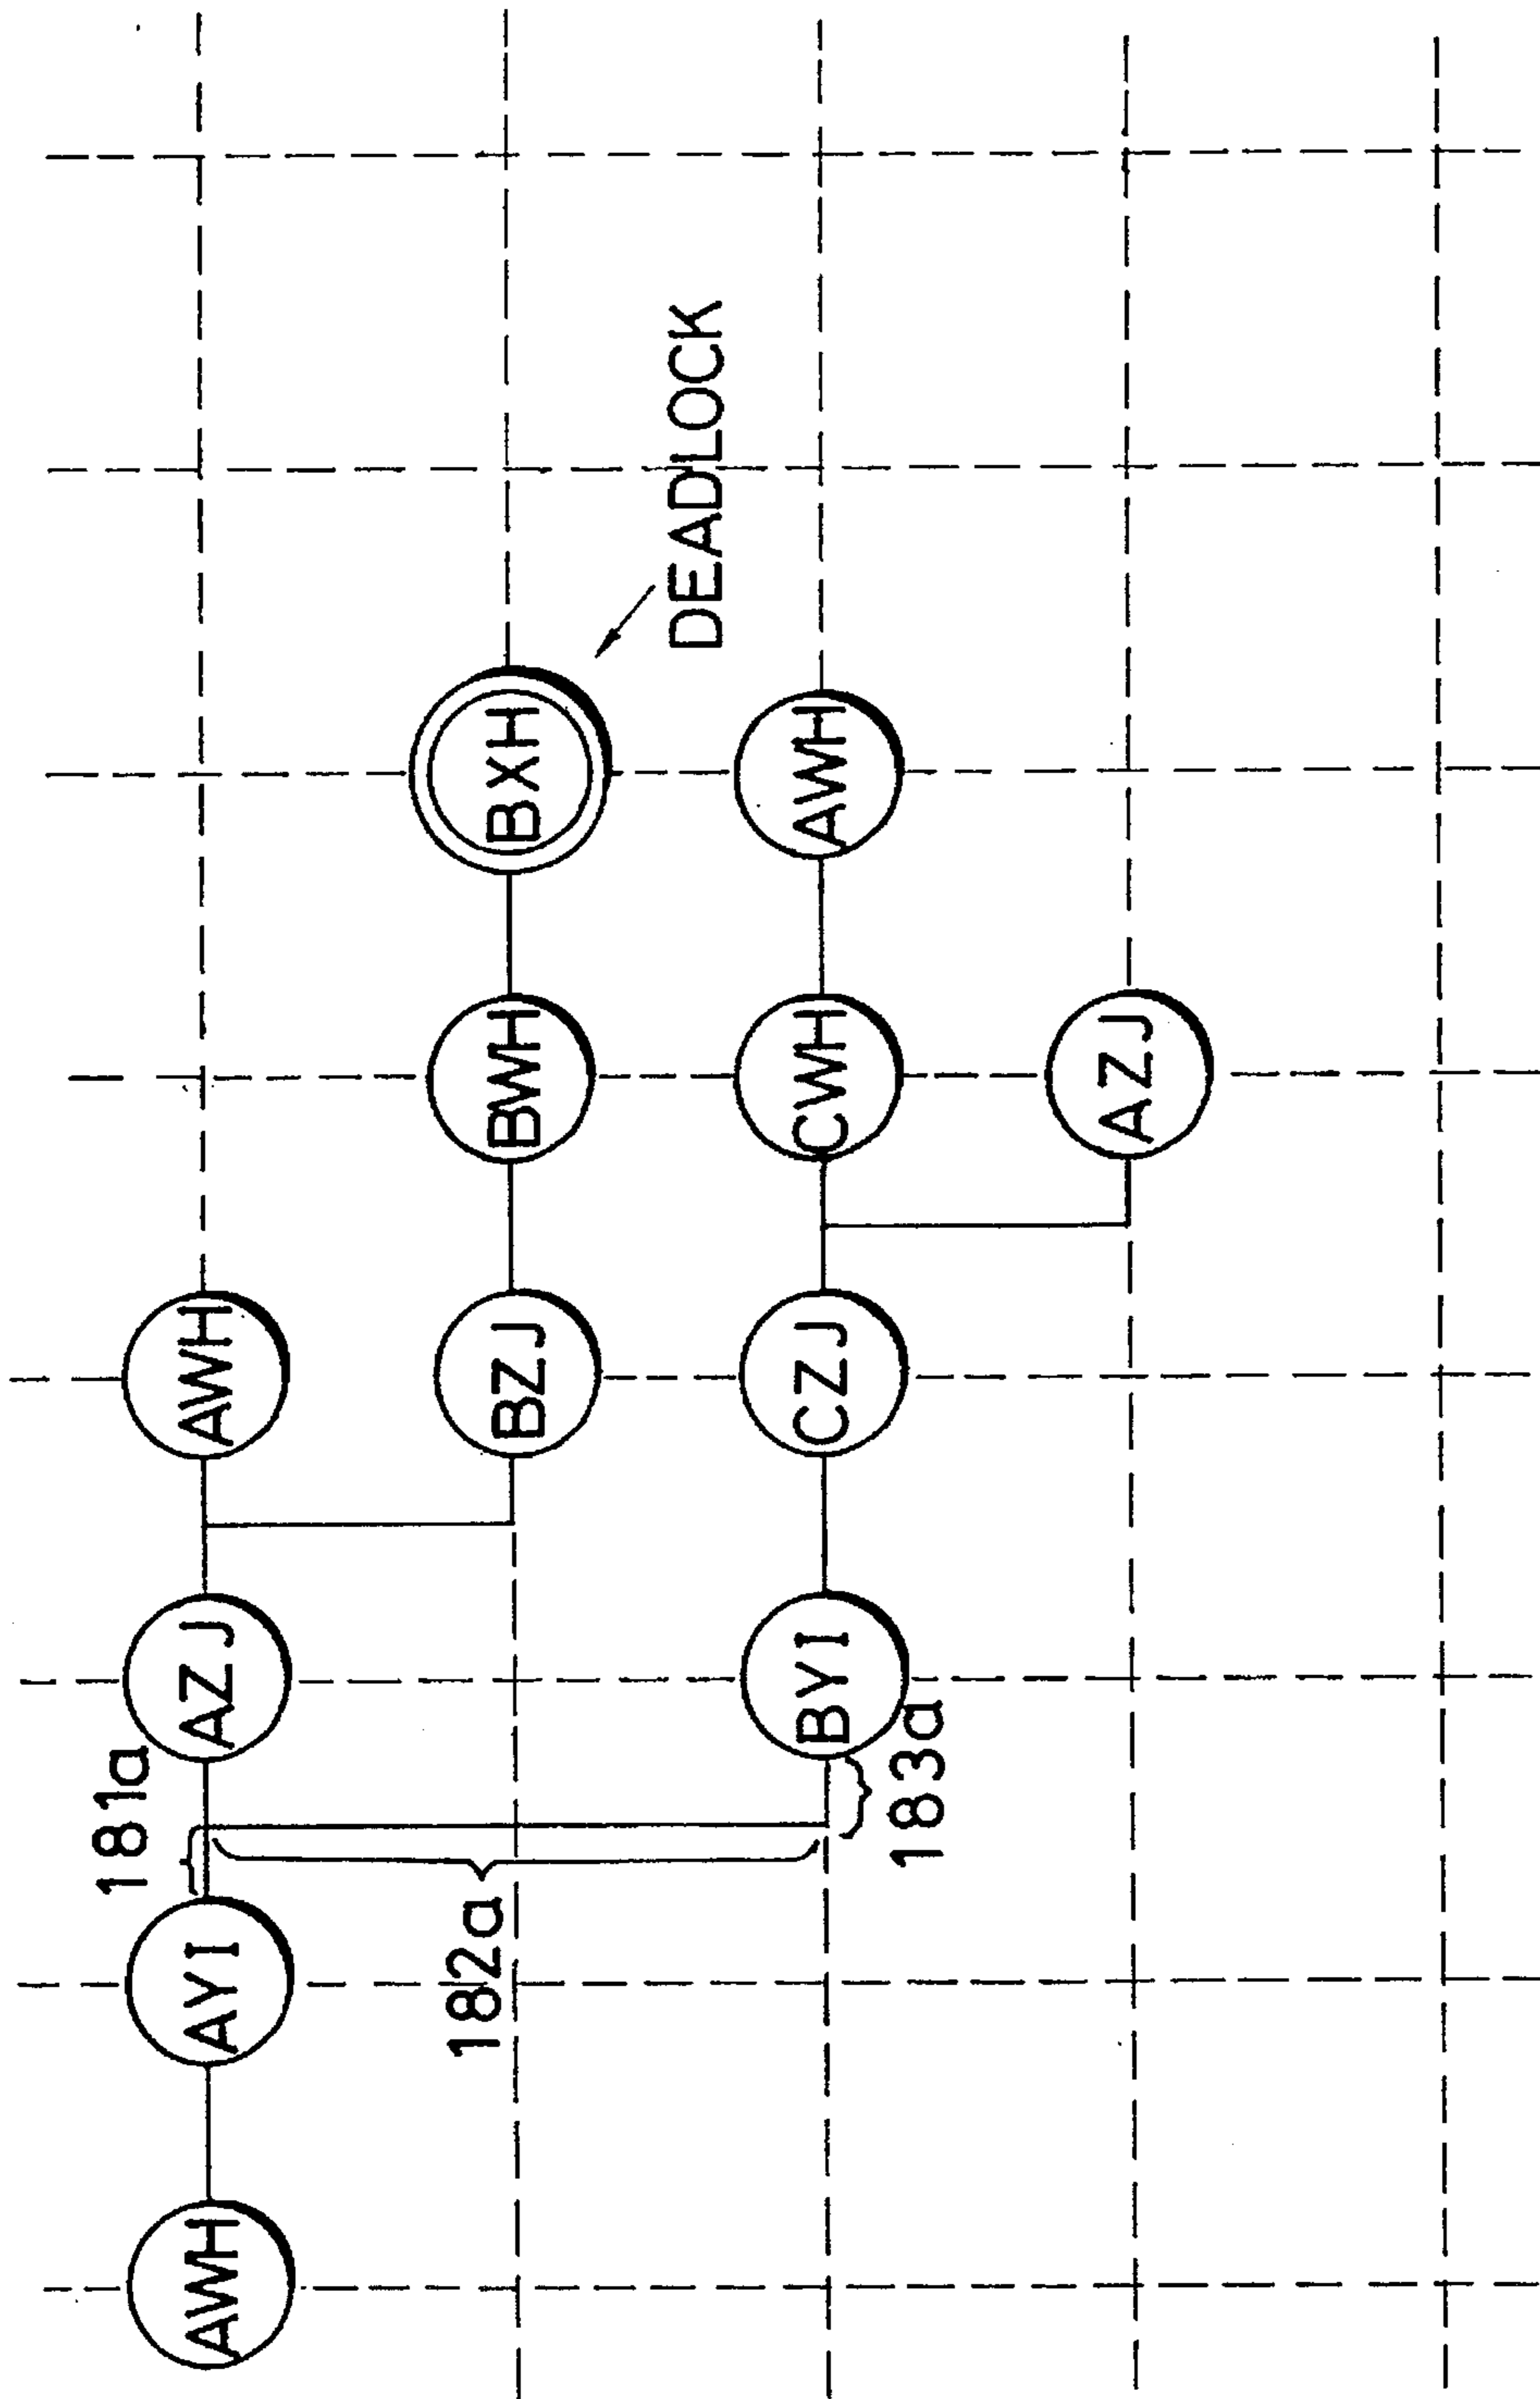 AWH
AYI
181a
AZJ
AWH
182a
BZJ
BWH
BXH
DEADLOCK
183a
BYI
CZJ
CWH
AWH
AZJ